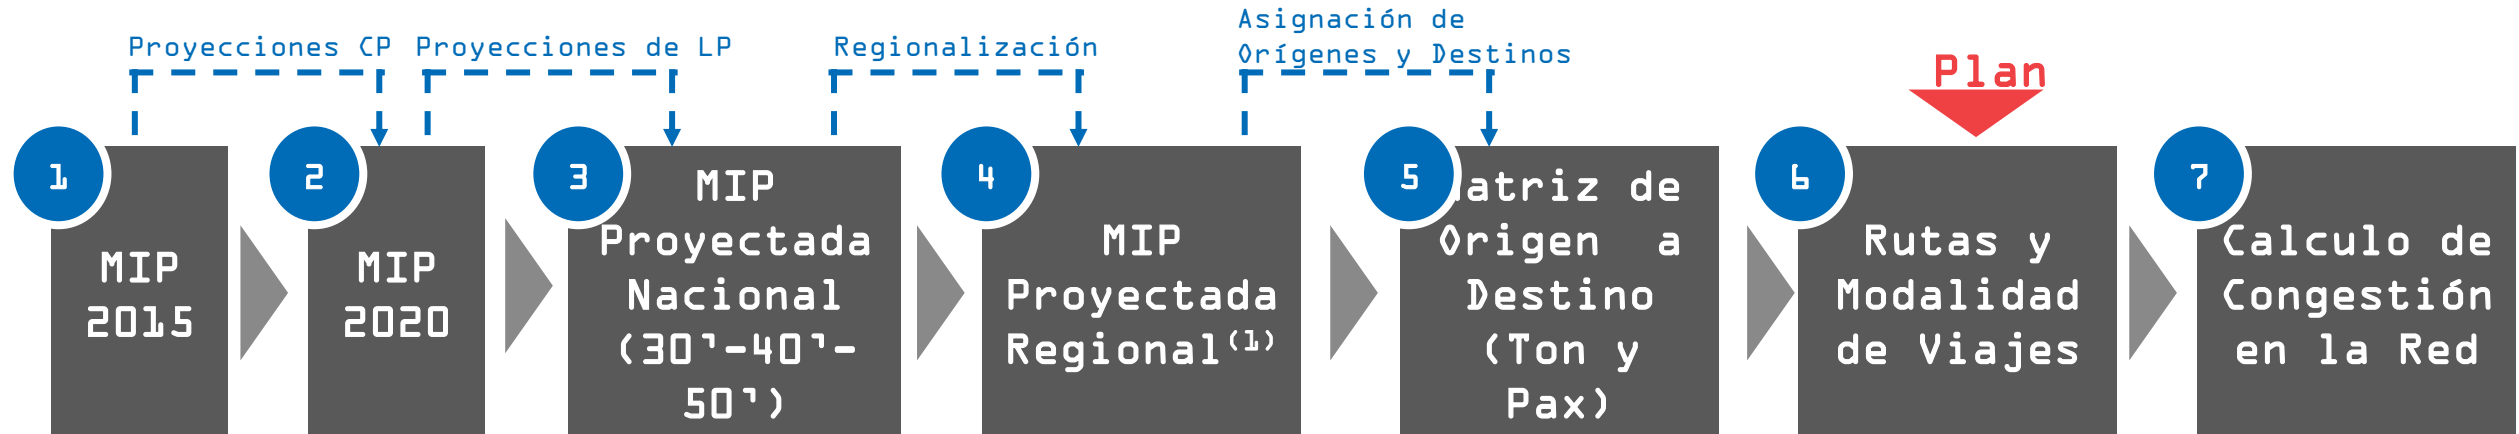 Proyecciones CP
Proyecciones de LP
Regionalización
Asignación de
Orígenes y Destinos
Plan
1
MIP
2015
2
MIP
2020
3
MIP
Proyectada
Nacional
(30'-40'-
50')
4
MIP
Proyectada
Regional(1)
5
atriz de
Origen a
Destino
(Ton y
Pax)
6
Rutas y
Modalidad
de Viajes
7
Calculo de
Congestión
en la Red